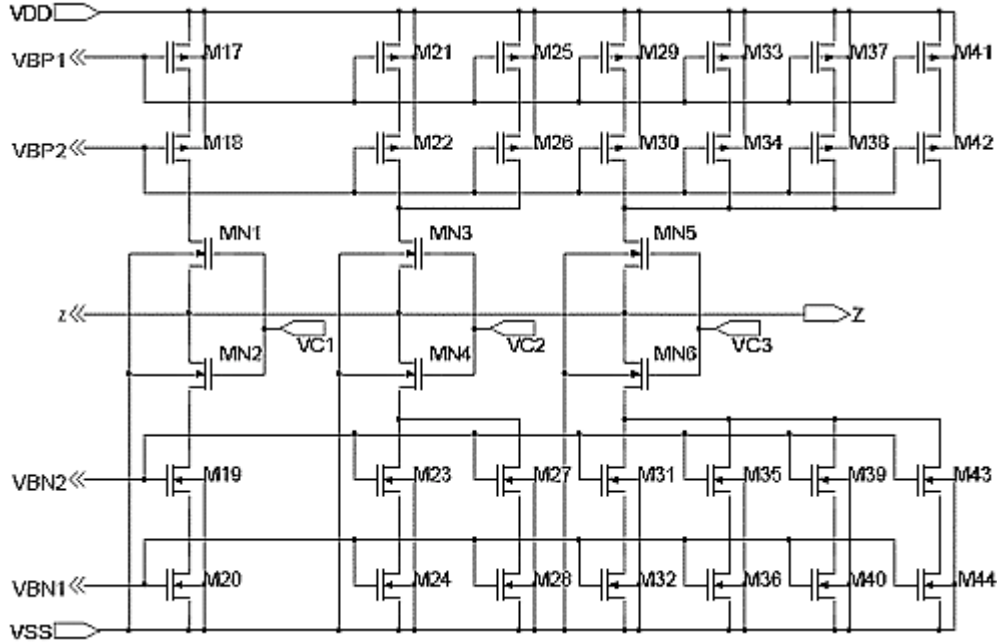 VDD
VBP1 M17 M21 M25 M29 M33 M37 M41
VBP2 M18 M22 M26 M30 M34 M38 M42
MN1 MN3 MN5
z Z
VC1 VC2 VC3
MN2 MN4 MN6
VBN2 M19 M23 M27 M31 M35 M39 M43
VBN1 M20 M24 M28 M32 M36 M40 M44
VSS